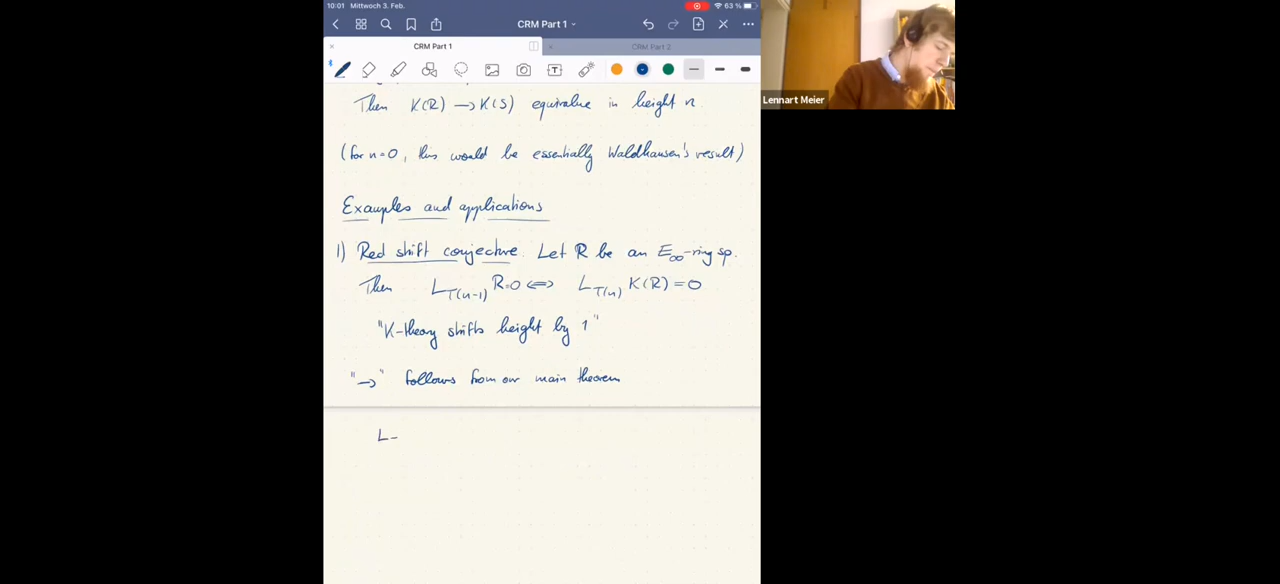 10:01 Mittwoch 3. Feb.
63 %
CRM Part 1
CRM Part 1
CRM Part 2
Then K(R) → K(S) equivalue in height n.
(for n=0, this would be essentially Waldhausen's result)
Examples and applications
1) Red shift conjecture. Let R be an E∞-ring sp.
Then L_T(n-1) R=0 <=> L_T(n) K(R) = 0
"K-theory shifts height by 1"
"→" follows from our main theorem
L-
Lennart Meier